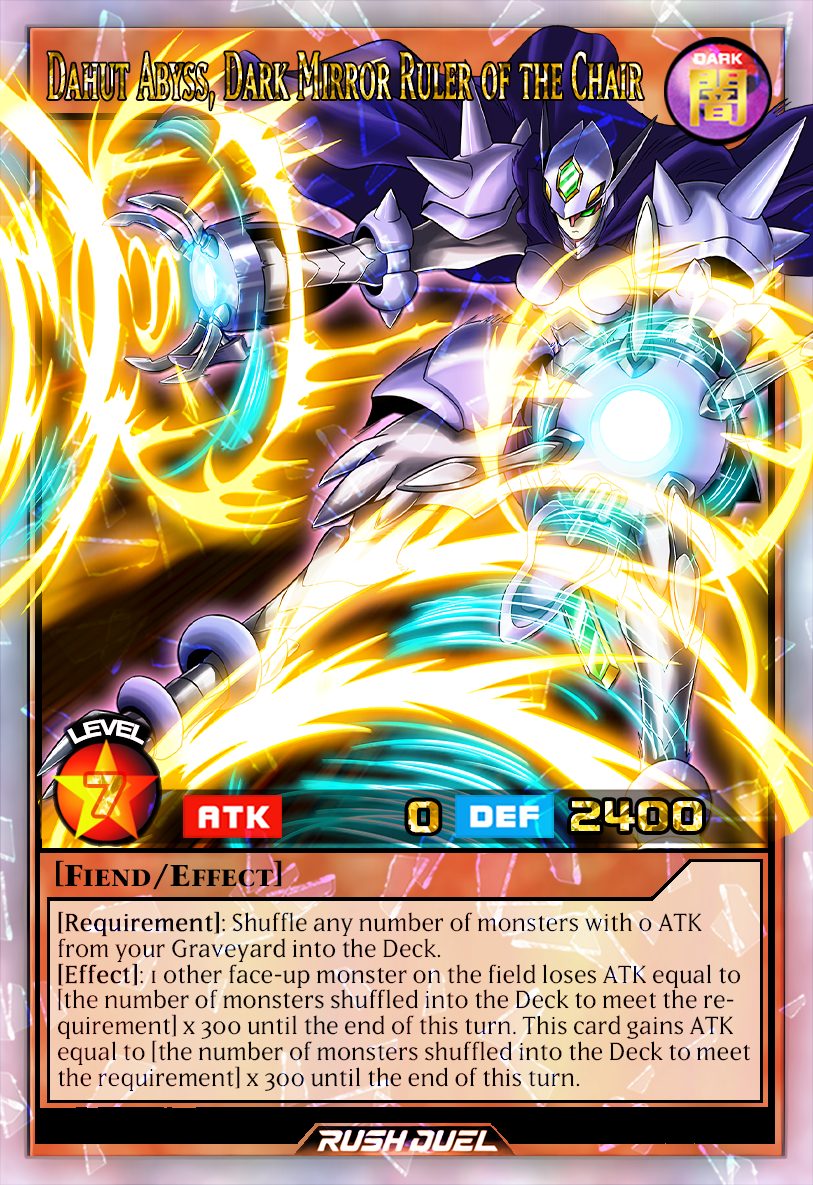 Dahut Abyss, Dark Mirror Ruler of the Chair
DARK
闇
LEVEL
7
ATK 0 DEF 2400
[Fiend/Effect]
[Requirement]: Shuffle any number of monsters with 0 ATK
from your Graveyard into the Deck.
[Effect]: 1 other face-up monster on the field loses ATK equal to
[the number of monsters shuffled into the Deck to meet the re-
quirement] x 300 until the end of this turn. This card gains ATK
equal to [the number of monsters shuffled into the Deck to meet
the requirement] x 300 until the end of this turn.
RUSH DUEL